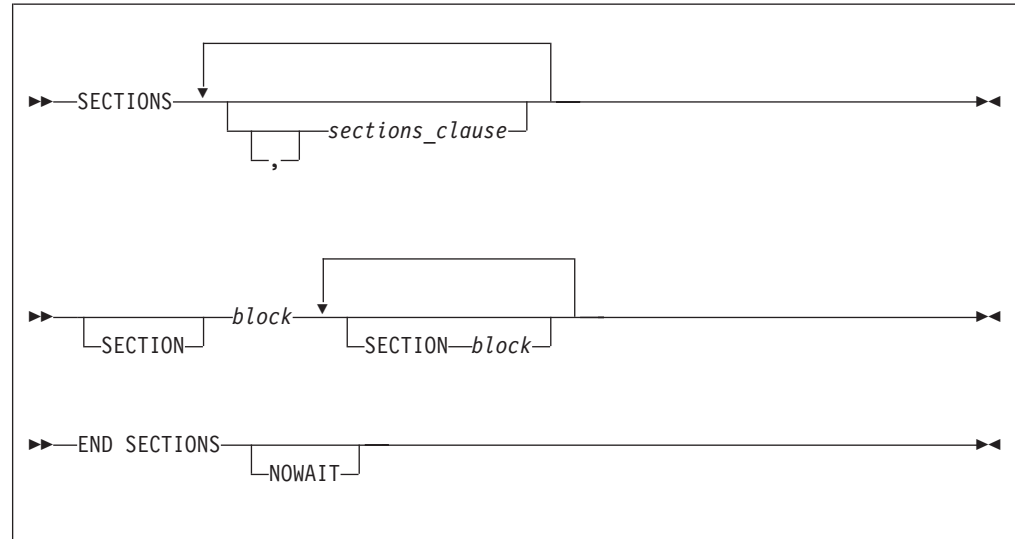 SECTIONS
sections_clause
,
block
SECTION
SECTION block
END SECTIONS
NOWAIT